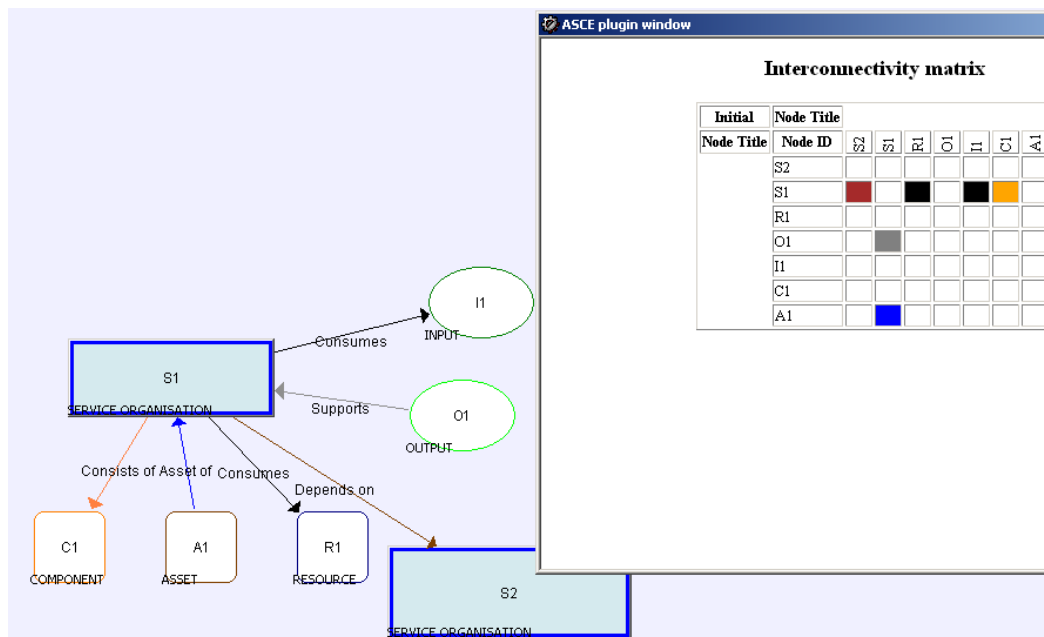 ASCE plugin window
Interconnectivity matrix
Initial Node Title
Node Title Node ID S2 S1 R1 O1 I1 C1 A1
S2
S1
R1
O1
I1
C1
A1
I1
INPUT
Consumes
S1
SERVICE ORGANISATION
O1
OUTPUT
Supports
Consists of Asset of Consumes
Depends on
C1
COMPONENT
A1
ASSET
R1
RESOURCE
S2
SERVICE ORGANISATION